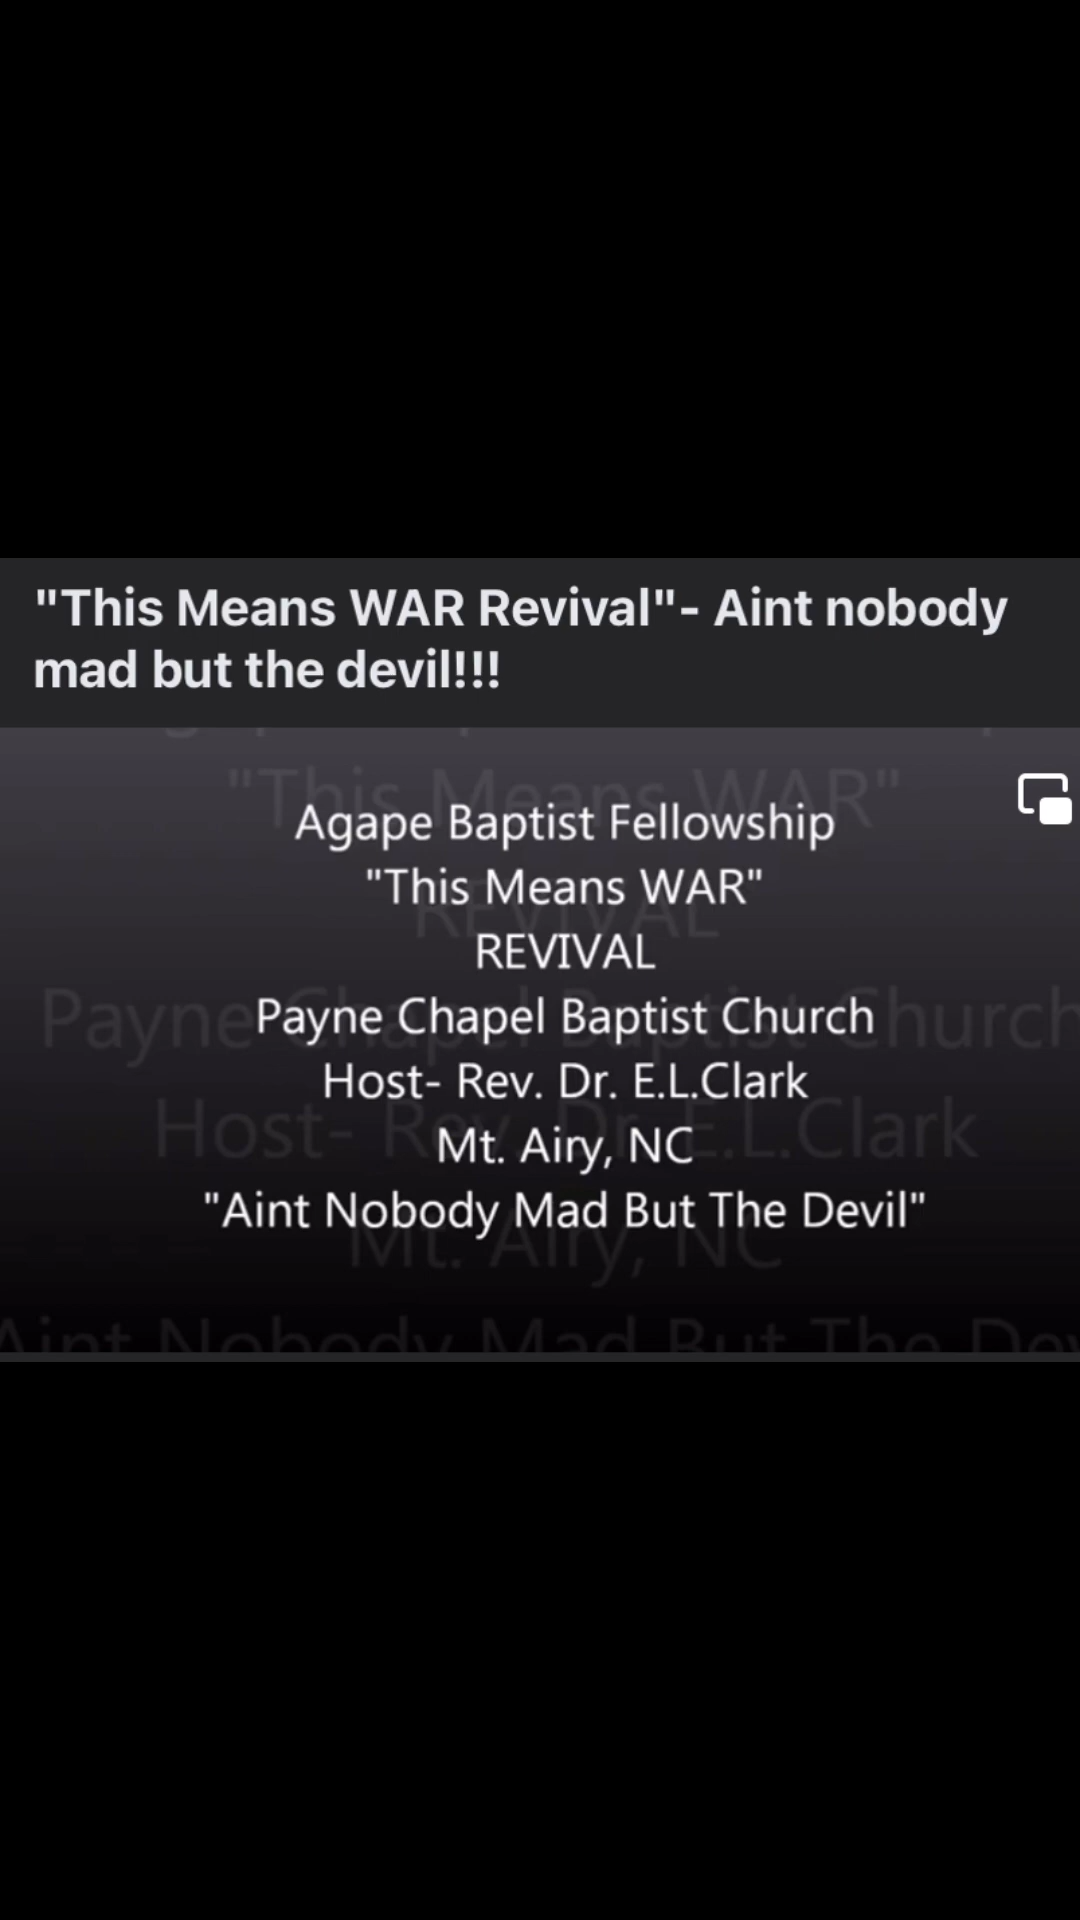 "This Means WAR Revival"- Aint nobody
mad but the devil!!!
Agape Baptist Fellowship
"This Means WAR"
REVIVAL
Payne Chapel Baptist Church
Host- Rev. Dr. E.L.Clark
Mt. Airy, NC
"Aint Nobody Mad But The Devil"